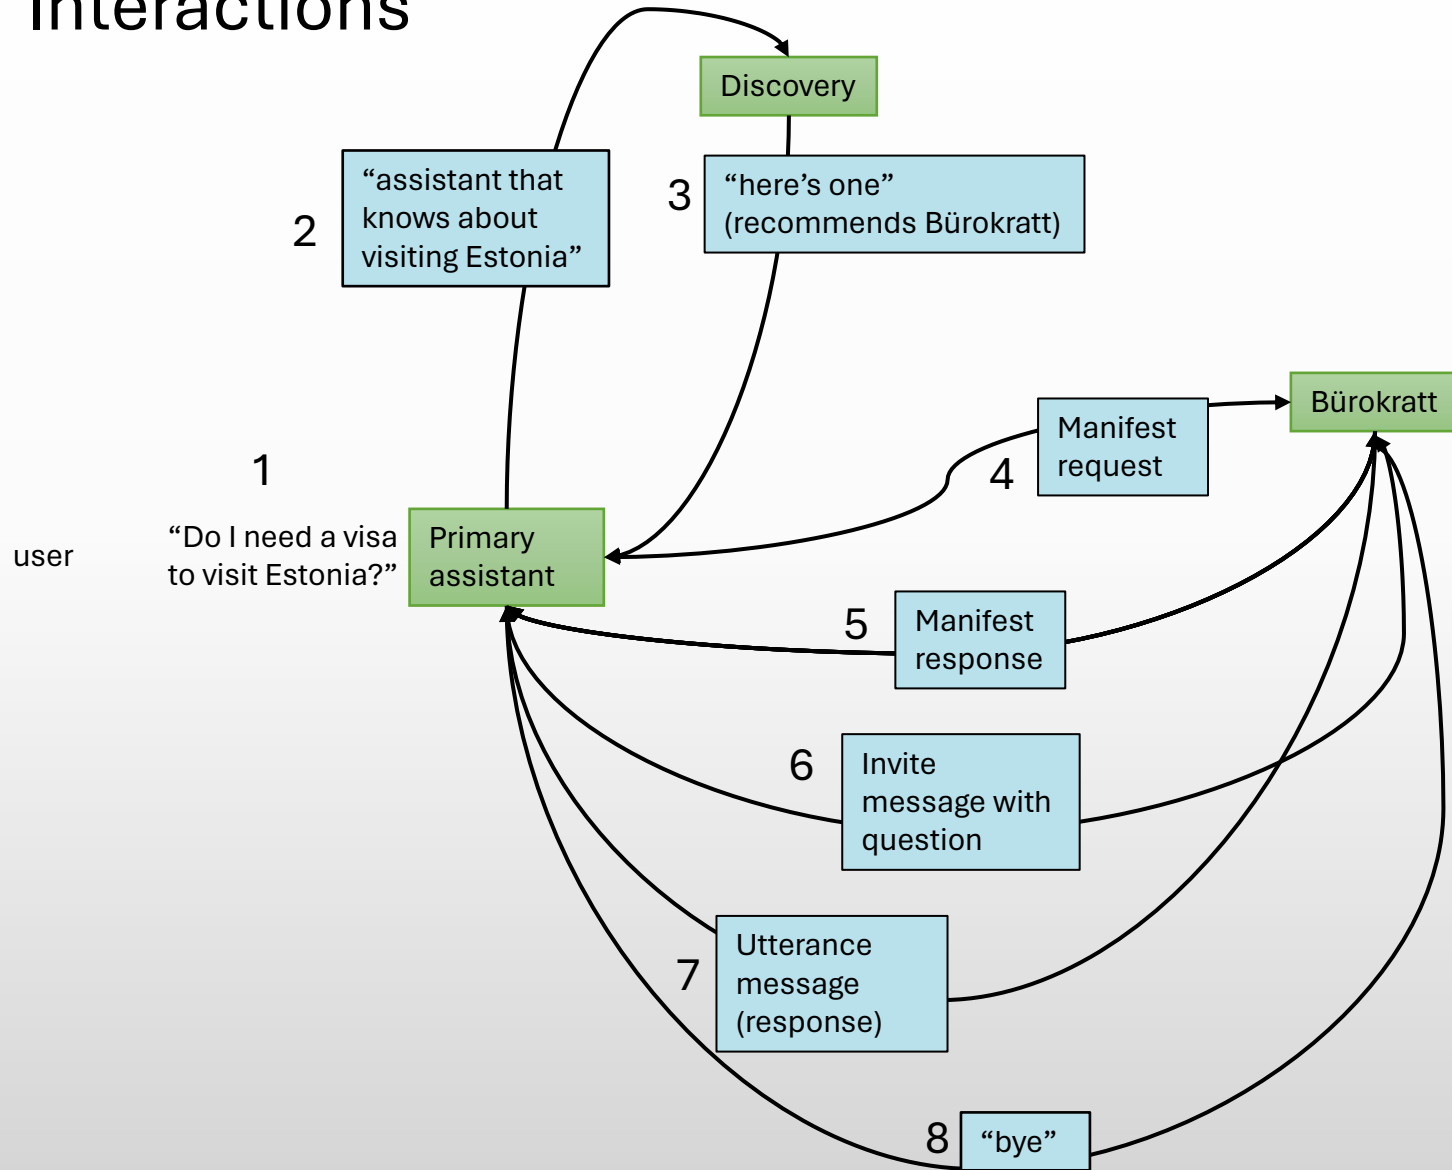 Interactions
Discovery
2
“assistant that
knows about
visiting Estonia”
3
“here’s one”
(recommends Bürokratt)
Bürokratt
4
Manifest
request
1
user
“Do I need a visa
to visit Estonia?”
Primary
assistant
5
Manifest
response
6
Invite
message with
question
7
Utterance
message
(response)
8
“bye”